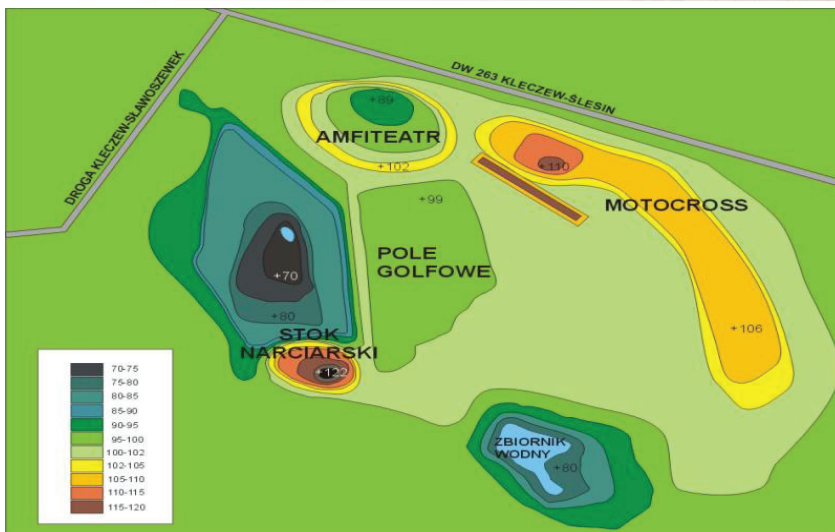 DROGA KLECZEW-SŁAWOSZEWEK
DW 263 KLECZEW-ŚLESIN
+89
AMFITEATR
+102
+110
+99
MOTOCROSS
POLE
GOLFOWE
+70
+80
STOK
NARCIARSKI
+122
+106
ZBIORNIK
WODNY
+80
70-75
75-80
80-85
85-90
90-95
95-100
100-102
102-105
105-110
110-115
115-120